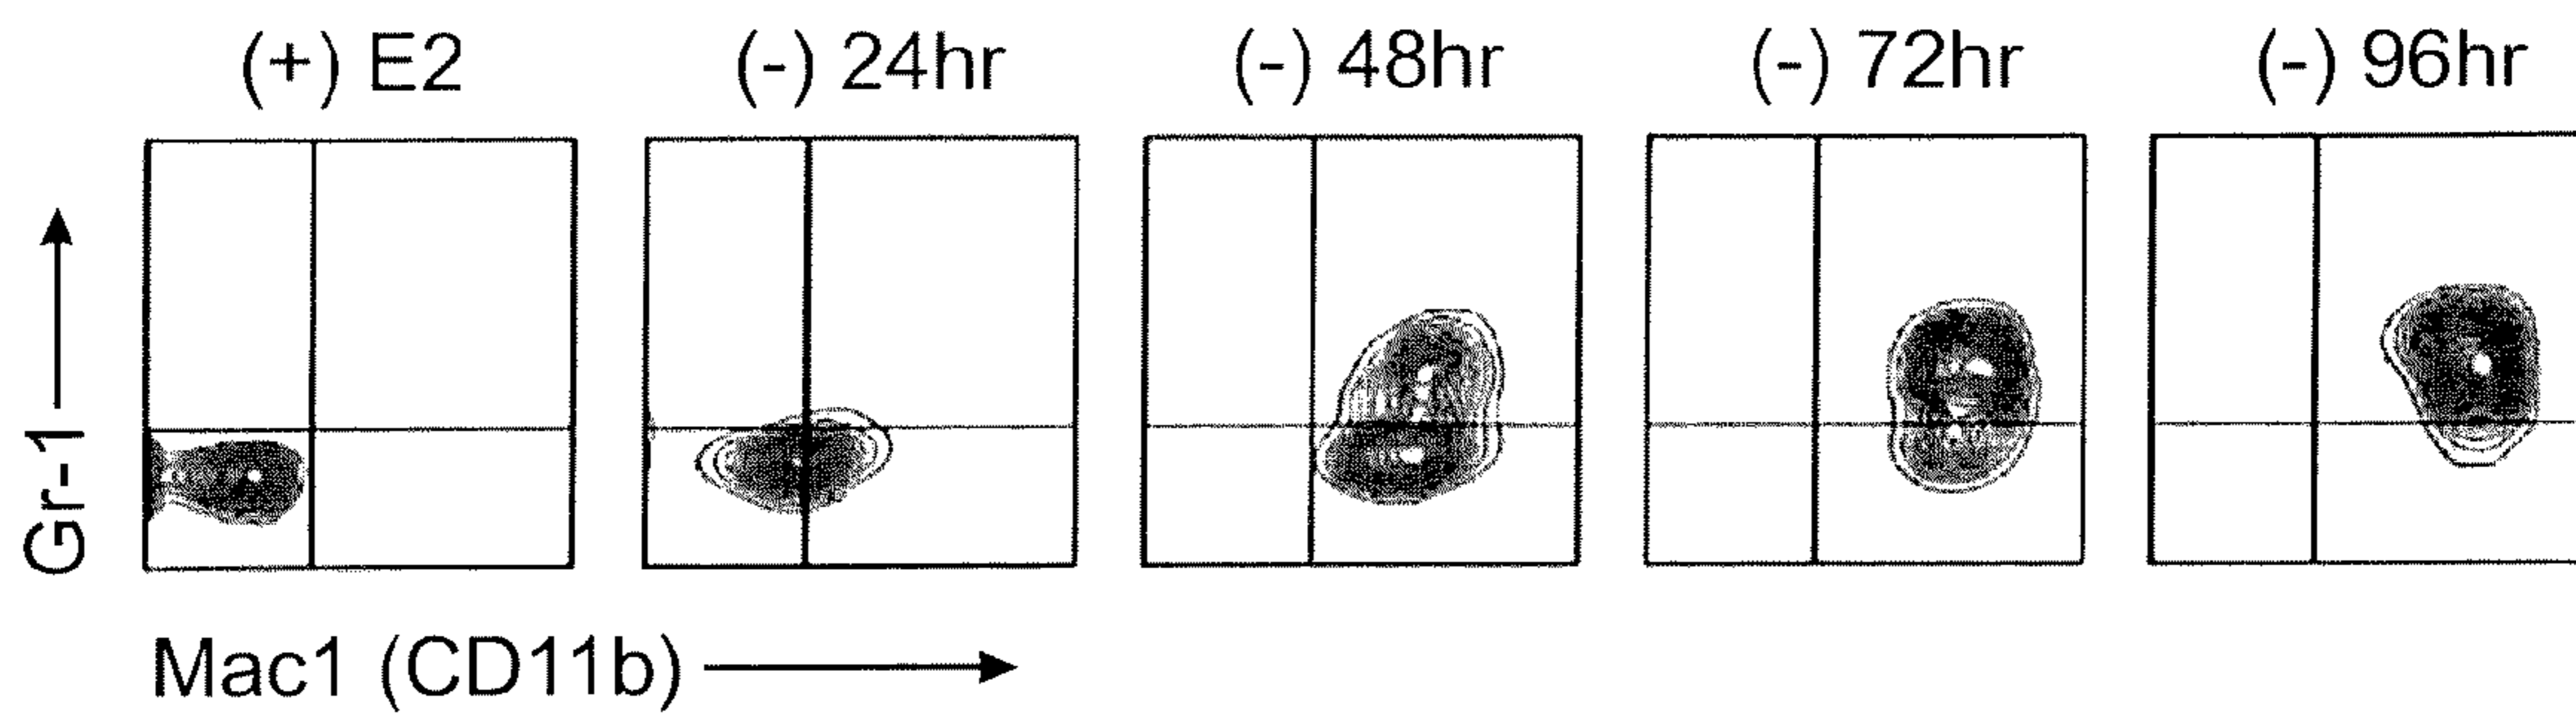 (+) E2
(-) 24hr
(-) 48hr
(-) 72hr
(-) 96hr
Gr-1
Mac1 (CD11b)